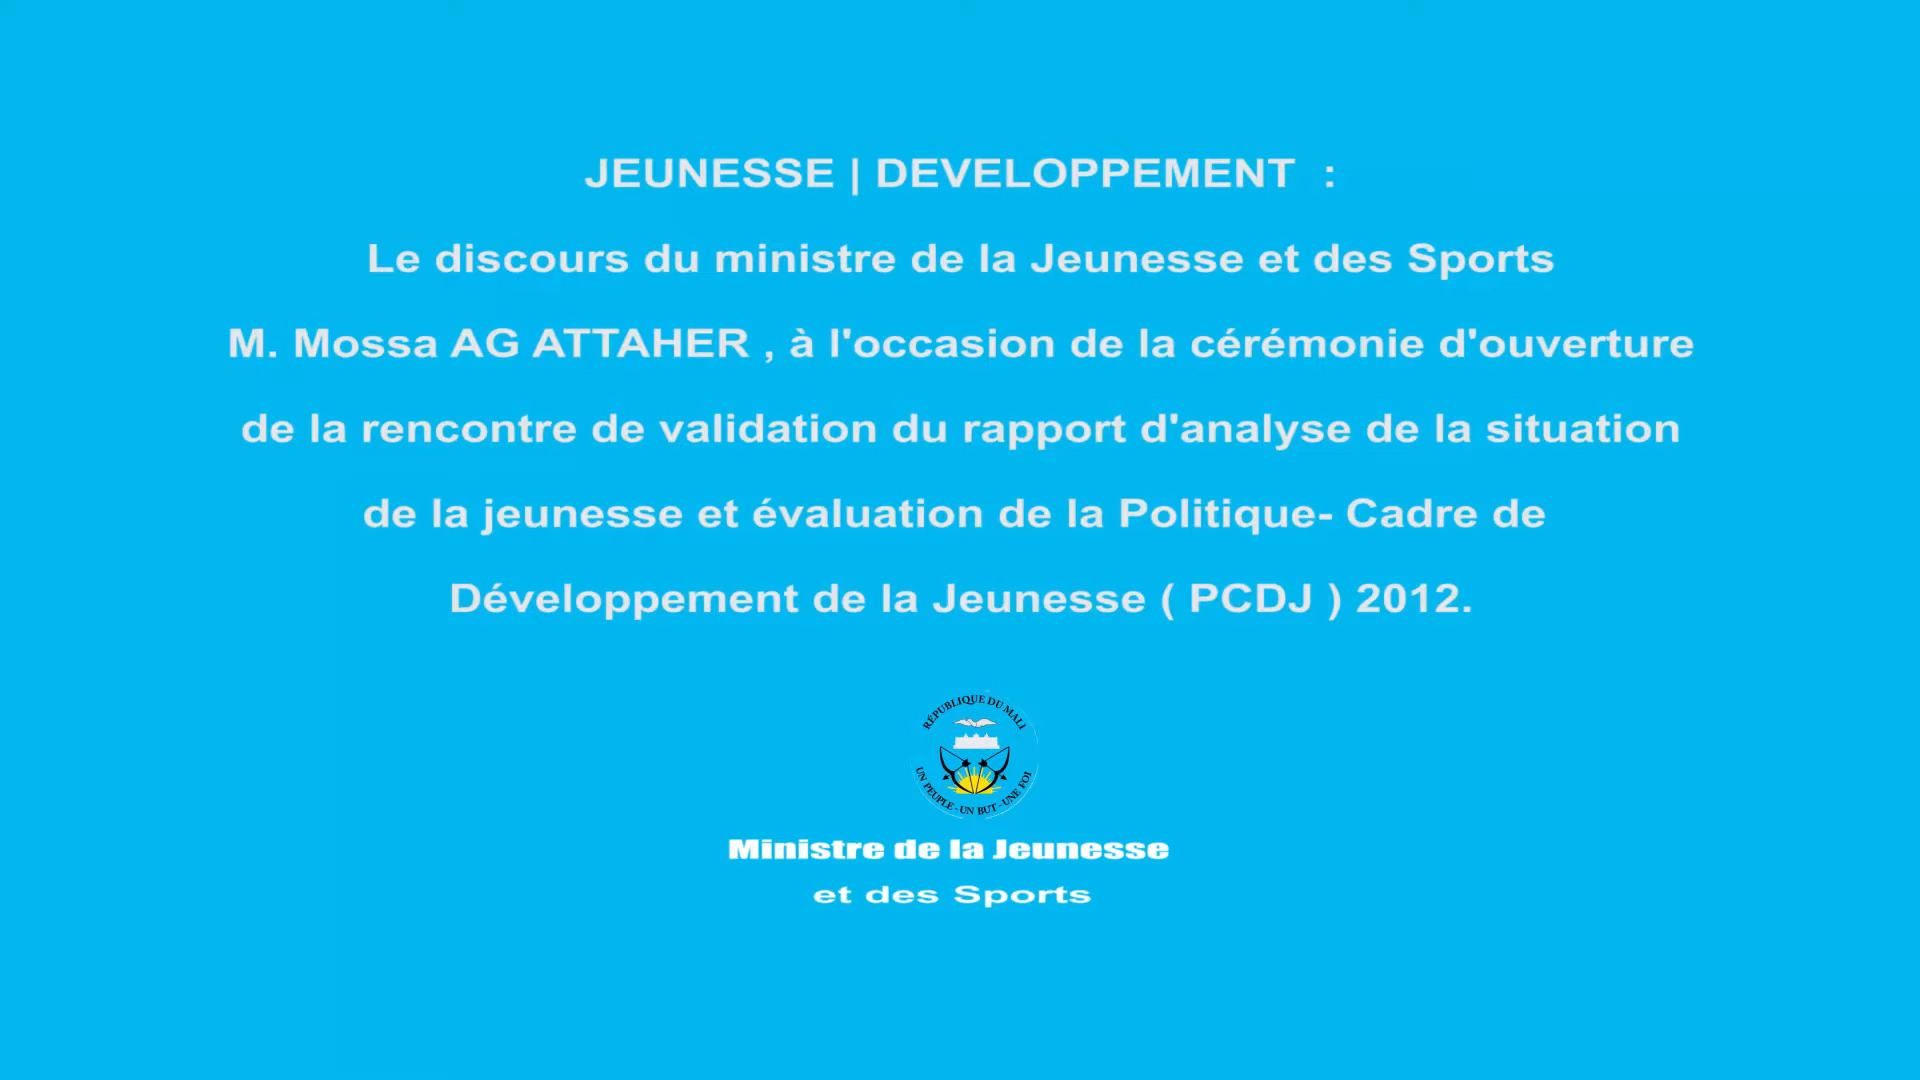 JEUNESSE | DEVELOPPEMENT :
Le discours du ministre de la Jeunesse et des Sports
M. Mossa AG ATTAHER , à l'occasion de la cérémonie d'ouverture
de la rencontre de validation du rapport d'analyse de la situation
de la jeunesse et évaluation de la Politique- Cadre de
Développement de la Jeunesse ( PCDJ ) 2012.
RÉPUBLIQUE DU MALI
UN PEUPLE - UN BUT - UNE FOI
Ministre de la Jeunesse
et des Sports